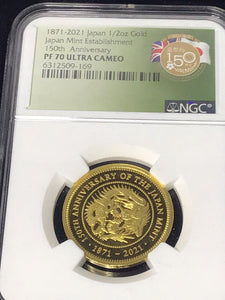 1871-2021 Japan 1/2oz Gold
Japan Mint Establishment
150th Anniversary
PF 70 ULTRA CAMEO
6312509-169
150
NGC
150TH ANNIVERSARY OF THE JAPAN MINT
1871 - 2021